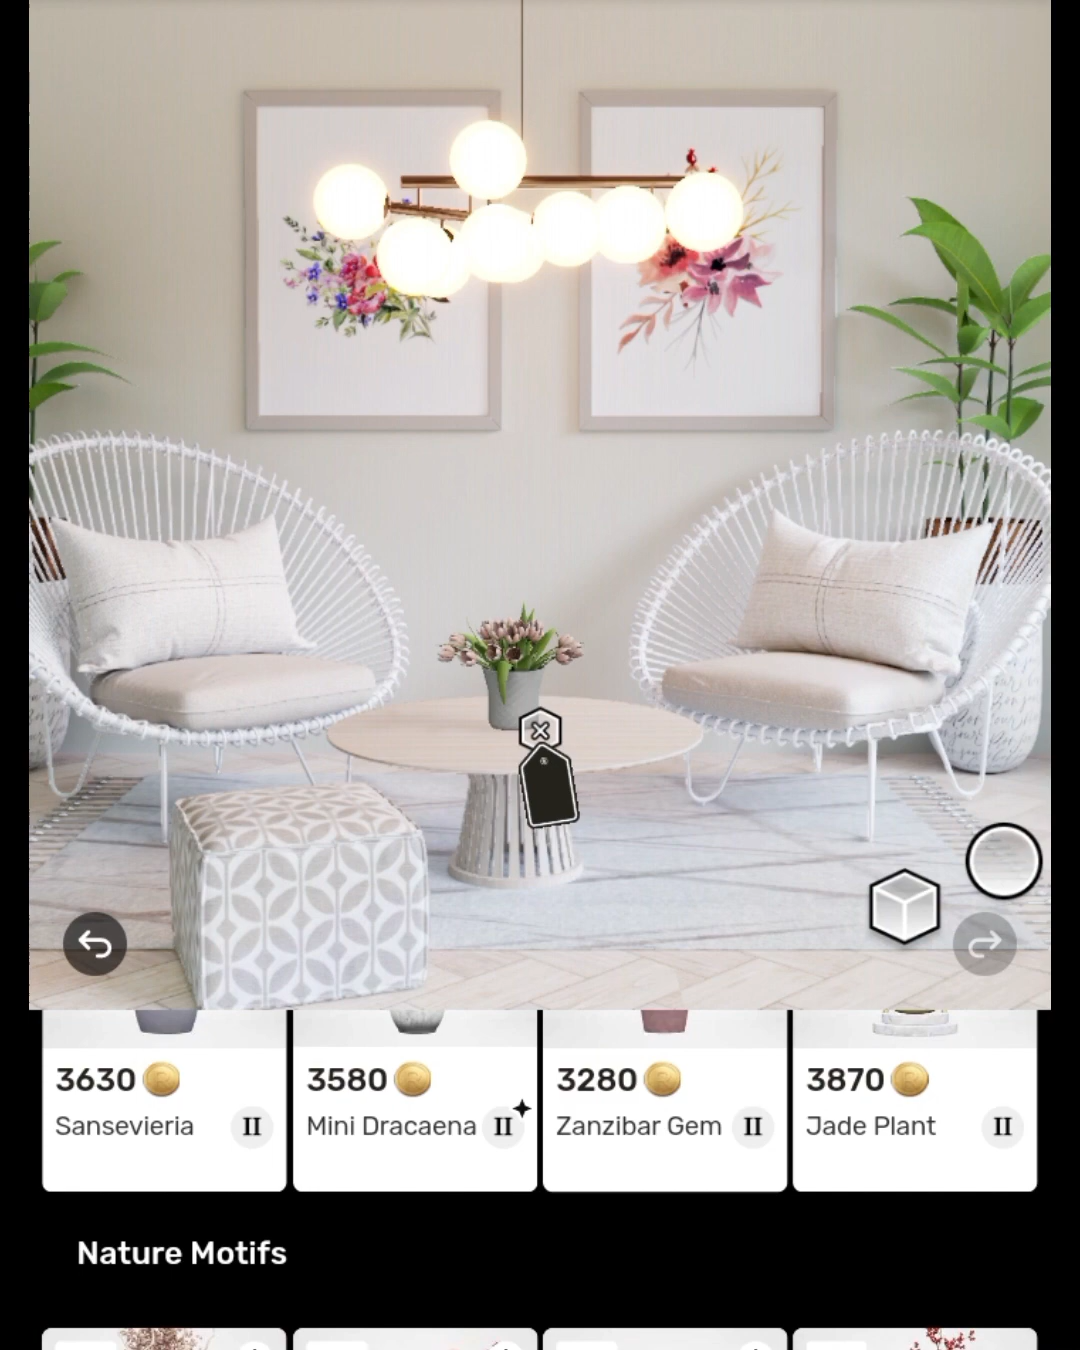 3630
3580
3280
3870
Sansevieria II
Mini Dracaena II
Zanzibar Gem II
Jade Plant II
Nature Motifs